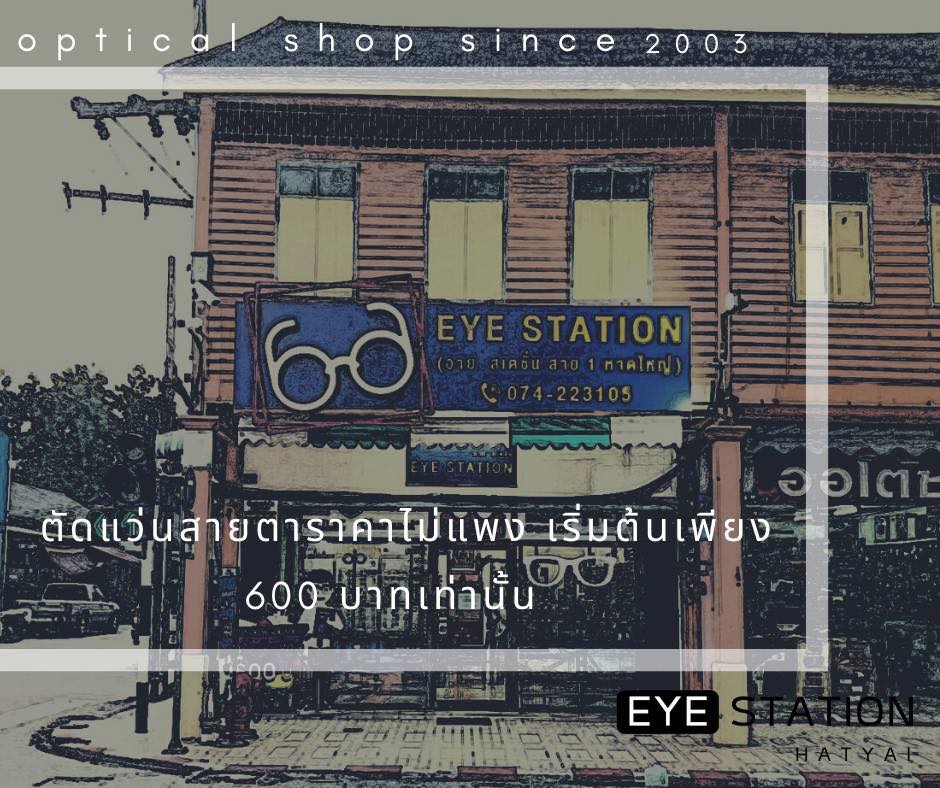 optical shop since 2003
EYE STATION
(อาย สเตชั่น สาย 1 หาดใหญ่)
074-223105
EYE STATION
ตัดแว่นสายตาราคาไม่แพง เริ่มต้นเพียง
600 บาทเท่านั้น
600
EYE STATION
HATYAI